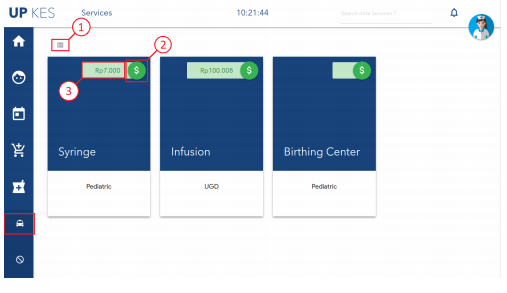 UP KES Services 10:21:44 Search data Services ?
1
2
Rp7.000 $ Rp100.008 $ $
3
Syringe Infusion Birthing Center
Pediatric UGD Pediatric